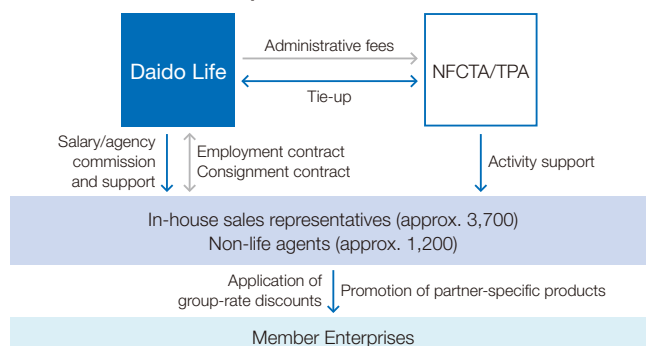 Administrative fees
Daido Life
NFCTA/TPA
Tie-up
Salary/agency
commission
and support
Employment contract
Consignment contract
Activity support
In-house sales representatives (approx. 3,700)
Non-life agents (approx. 1,200)
Application of
group-rate discounts
Promotion of partner-specific products
Member Enterprises